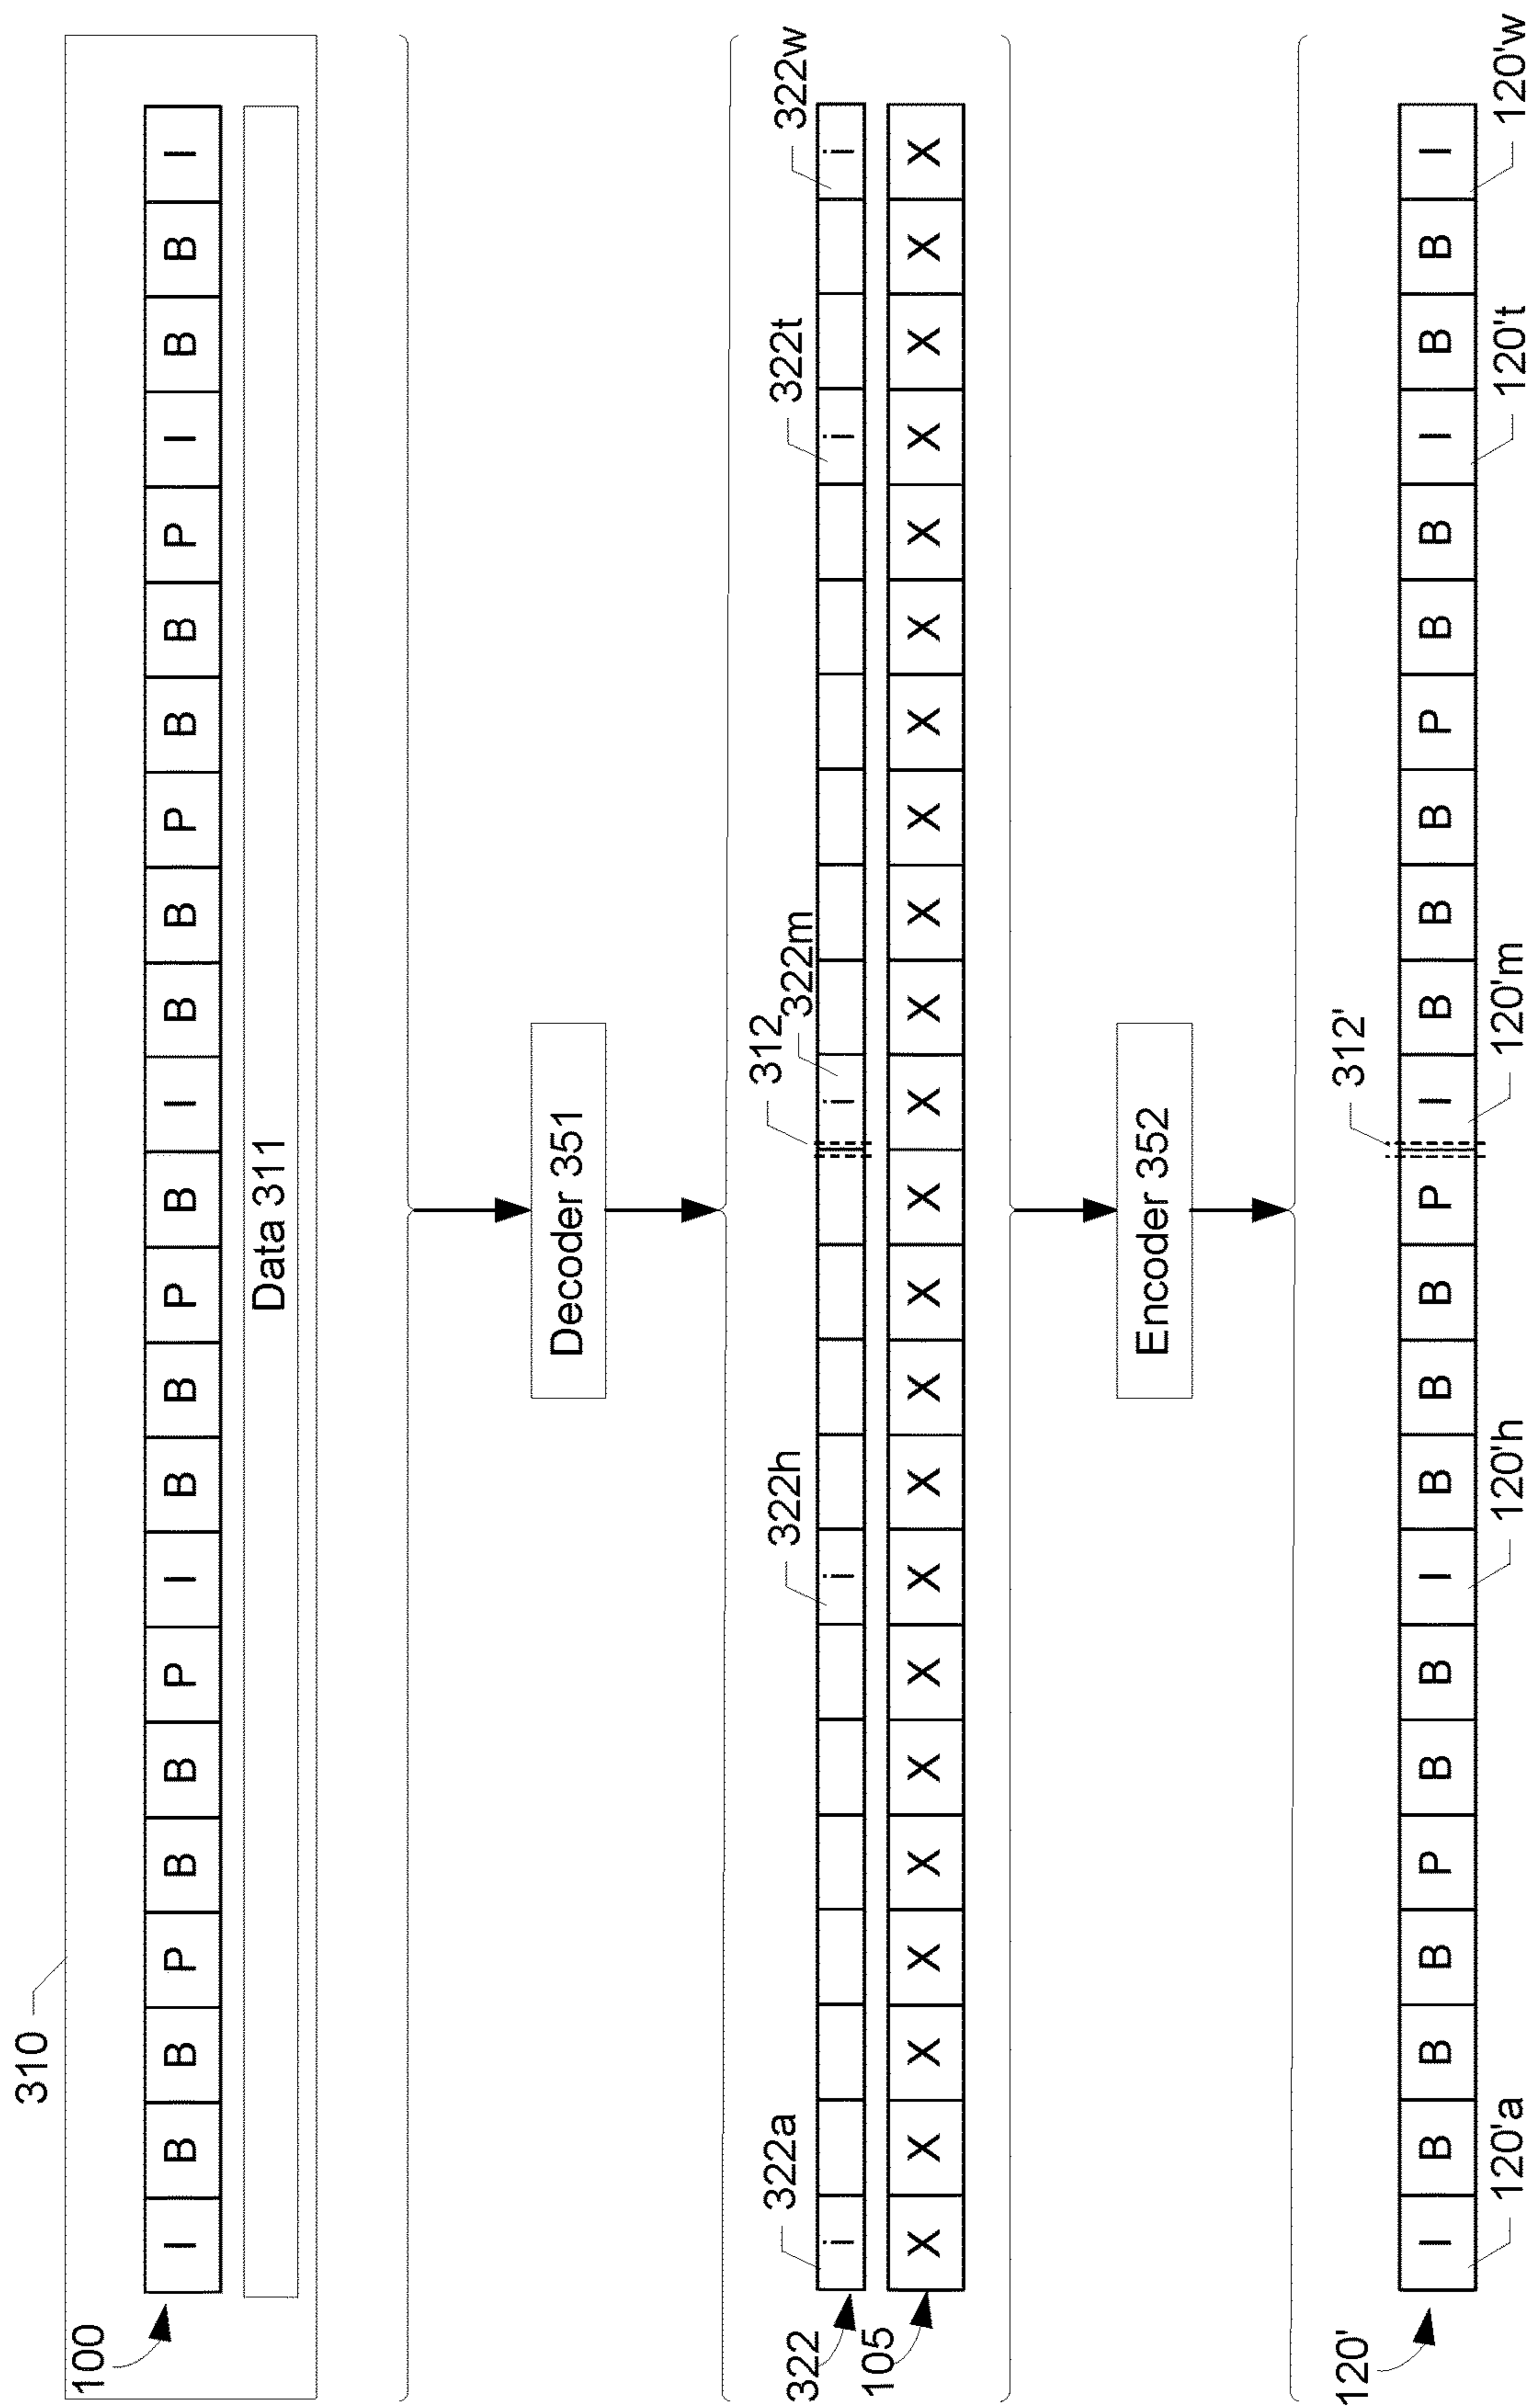 310
100
I B B P B B P I B B P B I B B P B B P I B B I
Data 311
Decoder 351
312
322a 322h 322m 322t 322w
322
i i i i i
105
X X X X X X X X X X X X X X X X X X X X X X X
Encoder 352
312'
120'
I B B B P B B I B B B P I B B B P B B I B B I
120'a 120'h 120'm 120't 120'w